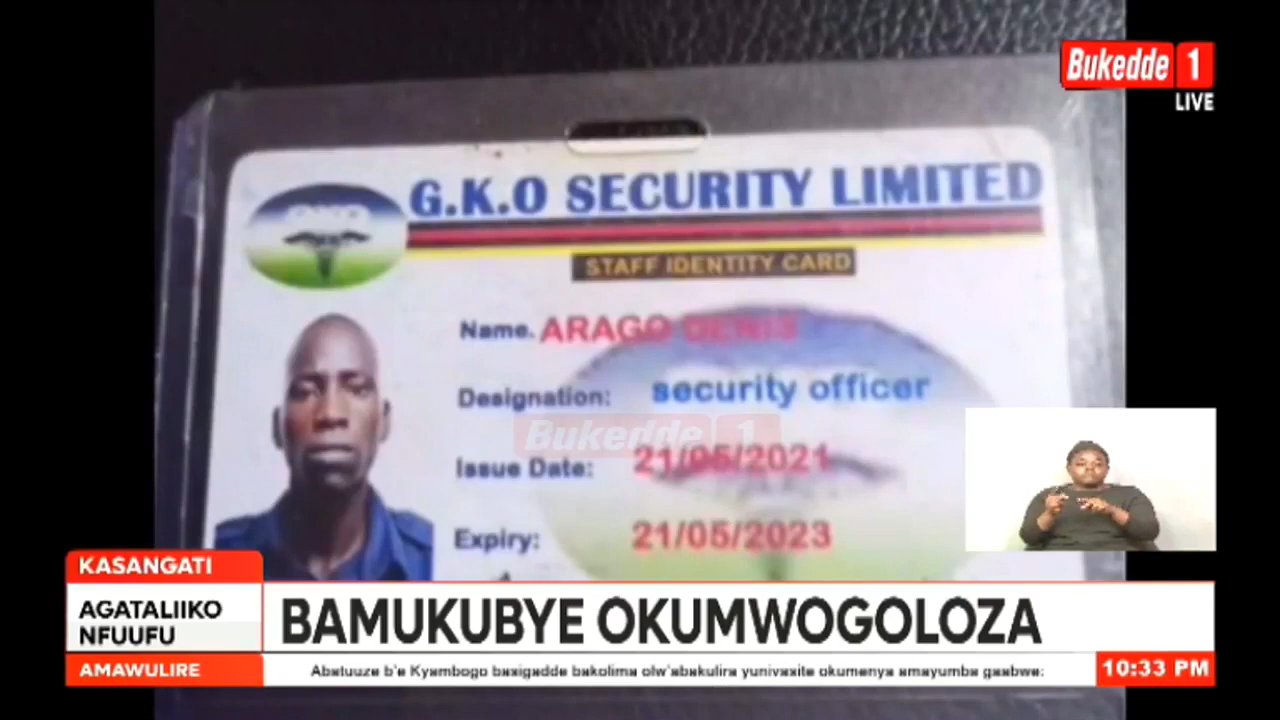 Bukedde 1
LIVE
G.K.O SECURITY LIMITED
STAFF IDENTITY CARD
Name. ARAGO DENIS
Designation: security officer
Bukedde 1
Issue Date: 21/05/2021
Expiry: 21/05/2023
KASANGATI
AGATALIIKO
NFUUFU
BAMUKUBYE OKUMWOGOLOZA
AMAWULIRE
Abatuuze b'e Kyambogo baxigadde bakolima olw'abakulira yunivaxite okumenya amayumba gaabwe:
10:33 PM